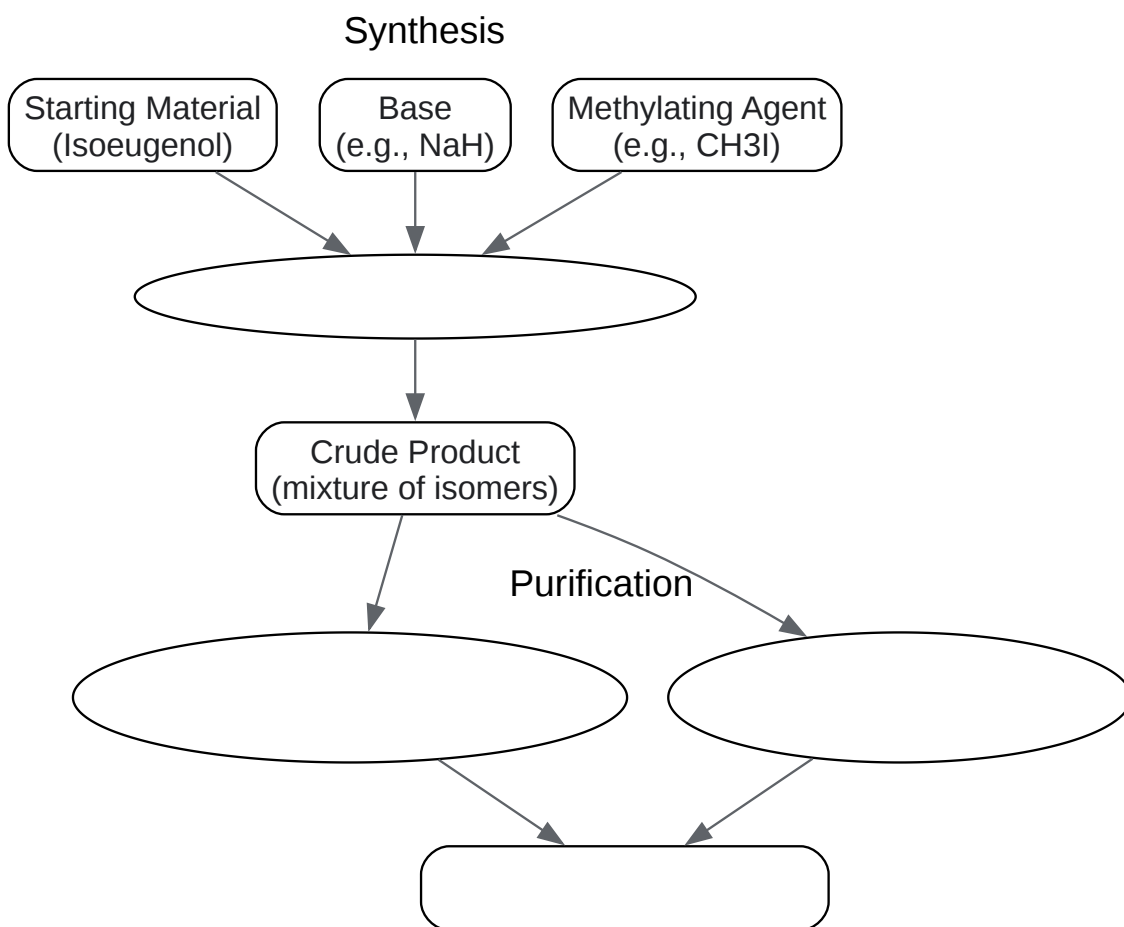 Synthesis
Starting Material
(Isoeugenol)
Base
(e.g., NaH)
Methylating Agent
(e.g., CH3I)
Crude Product
(mixture of isomers)
Purification